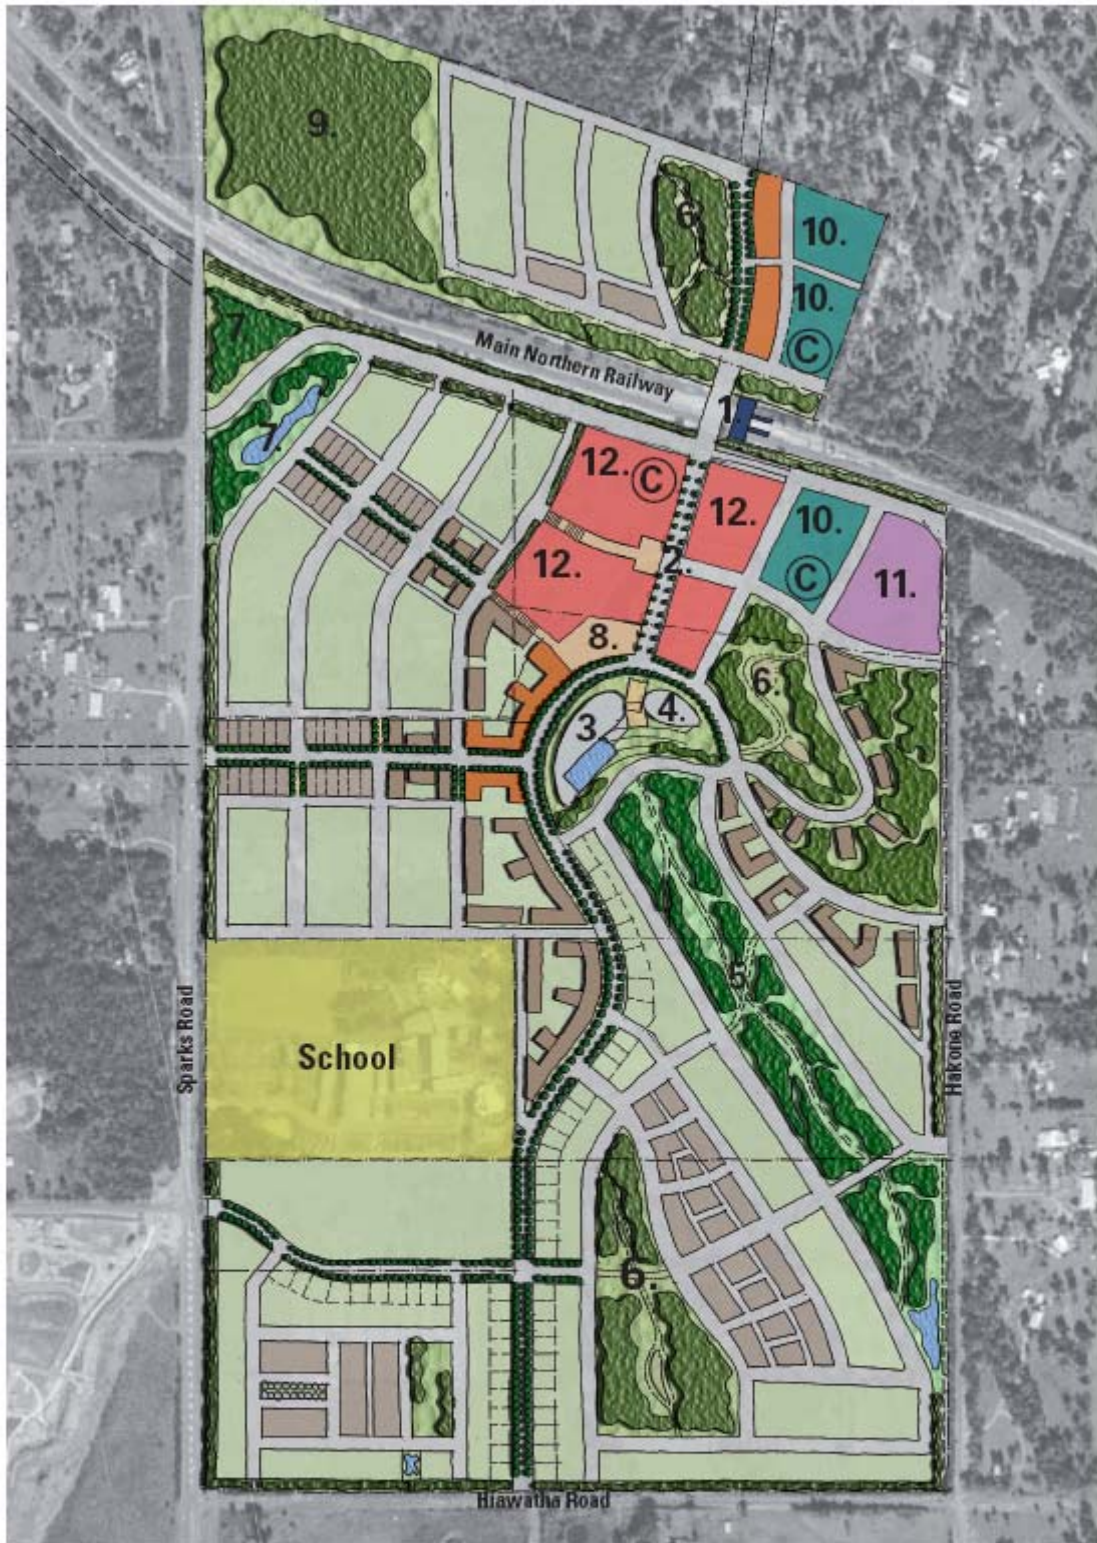 9.
6.
10.
10.
C
7.
Main Northern Railway
1.
7.
12.
C
12.
10.
C
2.
12.
11.
8.
6.
3
4.
5
School
Sparks Road
Hakone Road
6.
Hiawatha Road